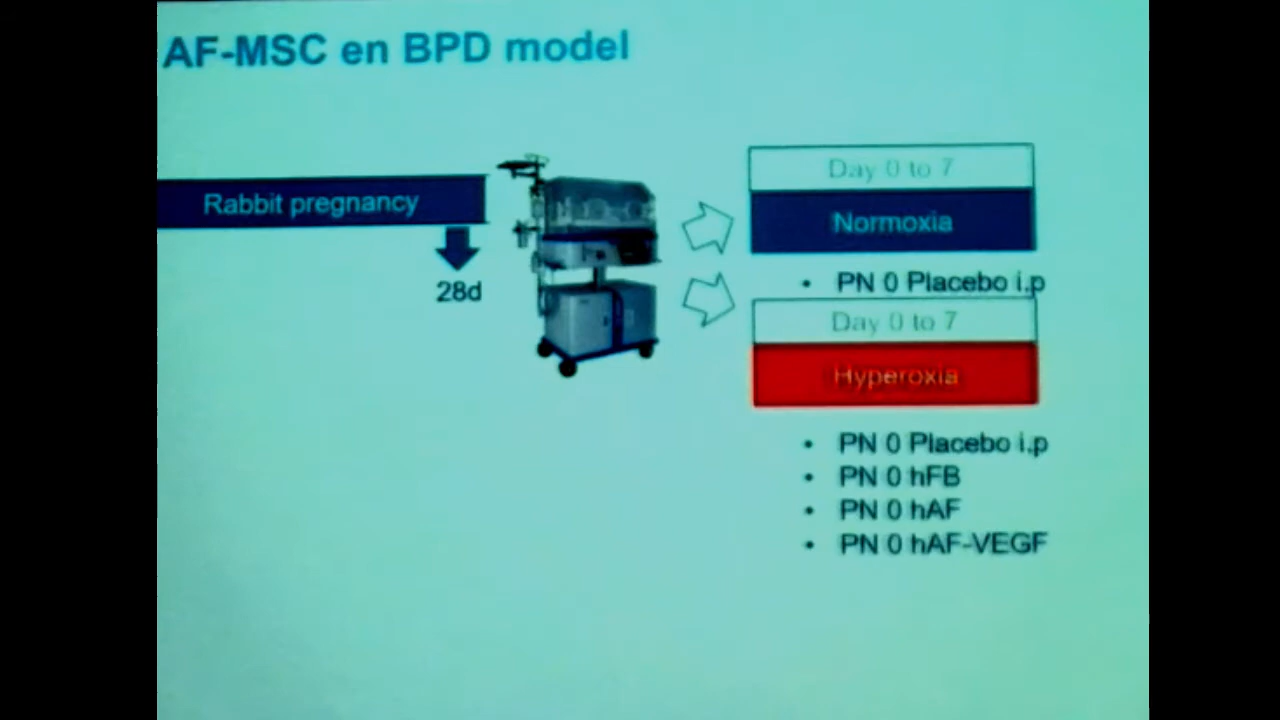 AF-MSC en BPD model
Rabbit pregnancy
28d
Day 0 to 7
Normoxia
• PN 0 Placebo i.p
Day 0 to 7
Hyperoxia
• PN 0 Placebo i.p
• PN 0 hFB
• PN 0 hAF
• PN 0 hAF-VEGF